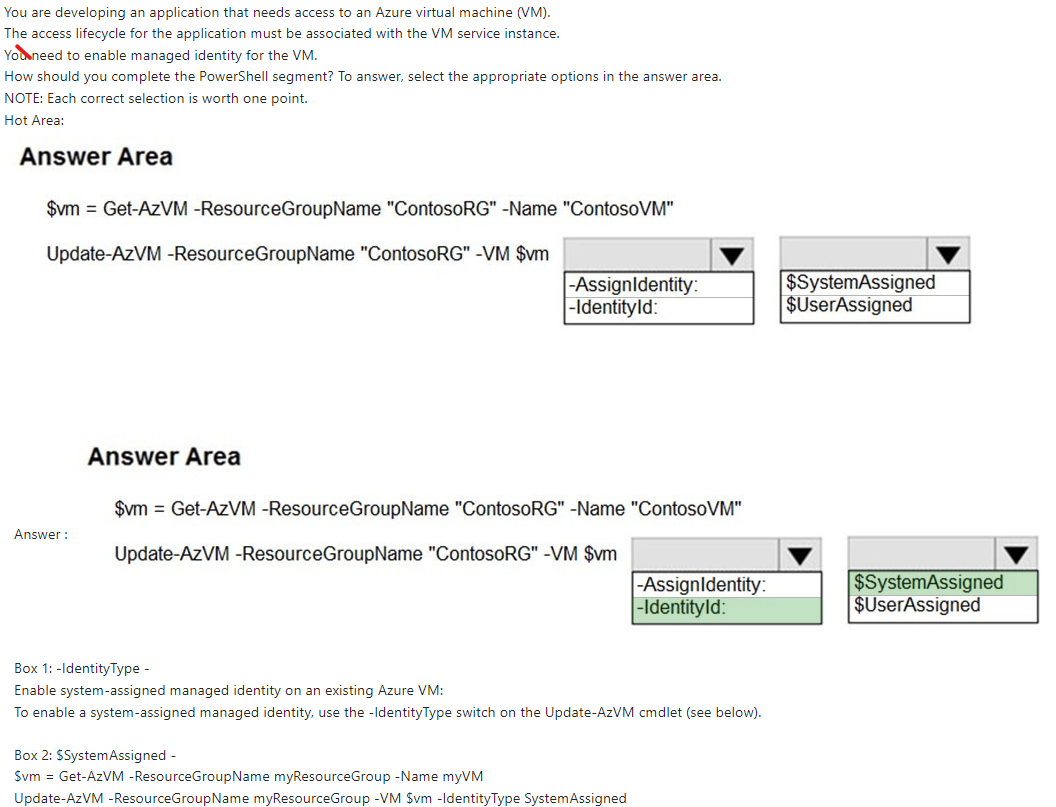 You are developing an application that needs access to an Azure virtual machine (VM).
The access lifecycle for the application must be associated with the VM service instance.
You need to enable managed identity for the VM.
How should you complete the PowerShell segment? To answer, select the appropriate options in the answer area.
NOTE: Each correct selection is worth one point.
Hot Area:
Answer Area
$vm = Get-AzVM -ResourceGroupName "ContosoRG" -Name "ContosoVM"
Update-AzVM -ResourceGroupName "ContosoRG" -VM $vm
-AssignIdentity:
-IdentityId:
$SystemAssigned
$UserAssigned
Answer :
Answer Area
$vm = Get-AzVM -ResourceGroupName "ContosoRG" -Name "ContosoVM"
Update-AzVM -ResourceGroupName "ContosoRG" -VM $vm
-AssignIdentity:
-IdentityId:
$SystemAssigned
$UserAssigned
Box 1: -IdentityType -
Enable system-assigned managed identity on an existing Azure VM:
To enable a system-assigned managed identity, use the -IdentityType switch on the Update-AzVM cmdlet (see below).
Box 2: $SystemAssigned -
$vm = Get-AzVM -ResourceGroupName myResourceGroup -Name myVM
Update-AzVM -ResourceGroupName myResourceGroup -VM $vm -IdentityType SystemAssigned